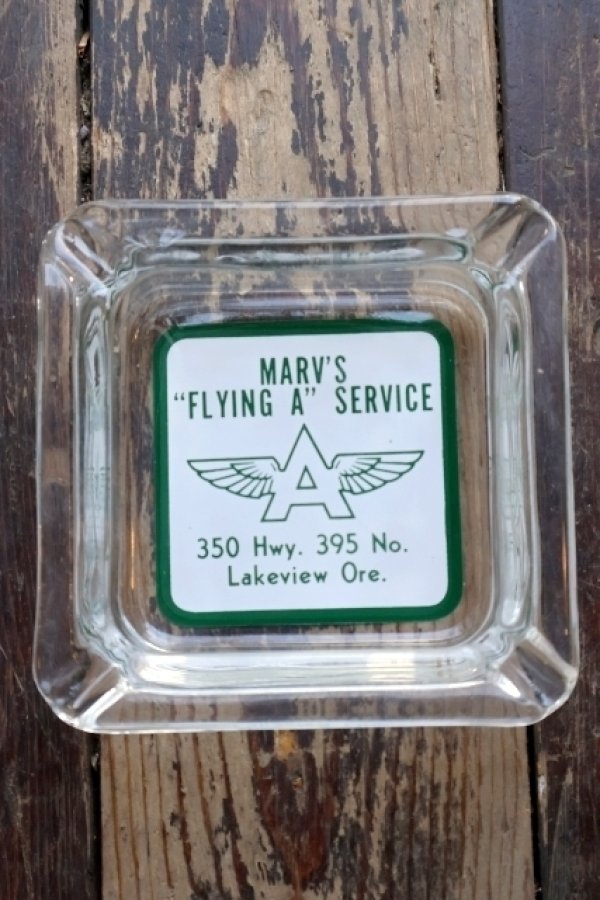 MARV'S
"FLYING A" SERVICE
A
350 Hwy. 395 No.
Lakeview Ore.